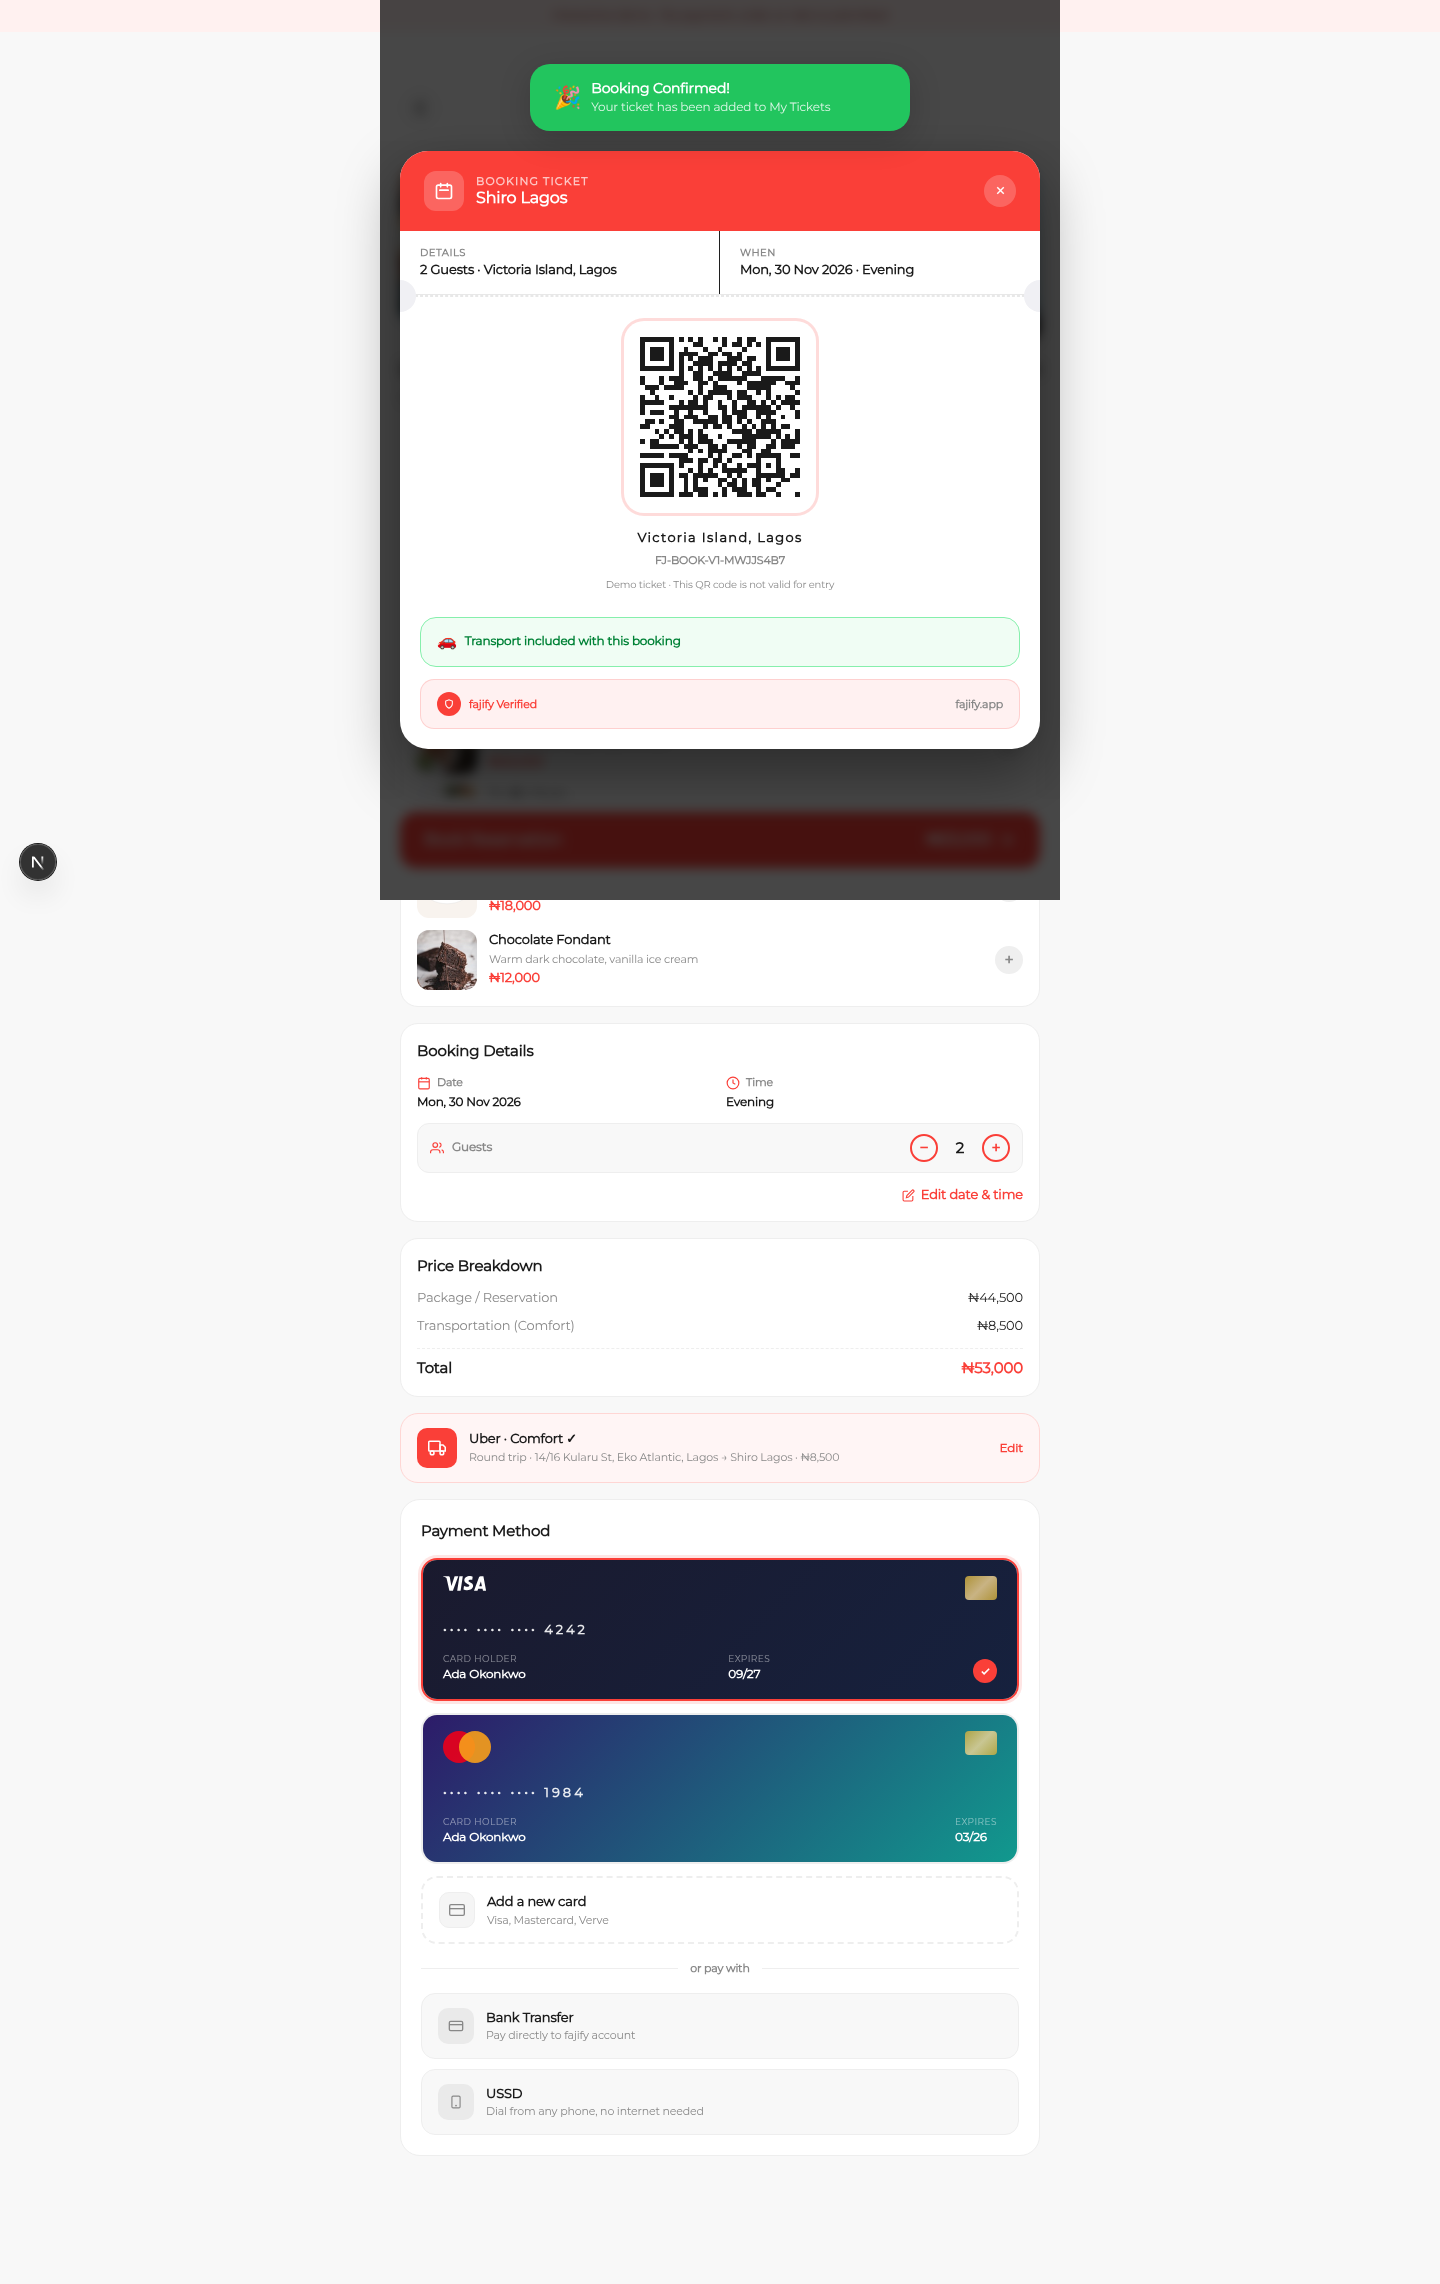 Booking Confirmed!
Your ticket has been added to My Tickets
BOOKING TICKET
Shiro Lagos
DETAILS
2 Guests · Victoria Island, Lagos
WHEN
Mon, 30 Nov 2026 · Evening
Victoria Island, Lagos
FJ-BOOK-V1-MWJJS4B7
Demo ticket · This QR code is not valid for entry
Transport included with this booking
fajify Verified
fajify.app
N
₦18,000
Chocolate Fondant
Warm dark chocolate, vanilla ice cream
₦12,000
Booking Details
Date
Mon, 30 Nov 2026
Time
Evening
Guests
2
Edit date & time
Price Breakdown
Package / Reservation ₦44,500
Transportation (Comfort) ₦8,500
Total ₦53,000
Uber · Comfort ✓
Round trip · 14/16 Kularu St, Eko Atlantic, Lagos → Shiro Lagos · ₦8,500
Edit
Payment Method
VISA
•••• •••• •••• 4242
CARD HOLDER
Ada Okonkwo
EXPIRES
09/27
•••• •••• •••• 1984
CARD HOLDER
Ada Okonkwo
EXPIRES
03/26
Add a new card
Visa, Mastercard, Verve
or pay with
Bank Transfer
Pay directly to fajify account
USSD
Dial from any phone, no internet needed